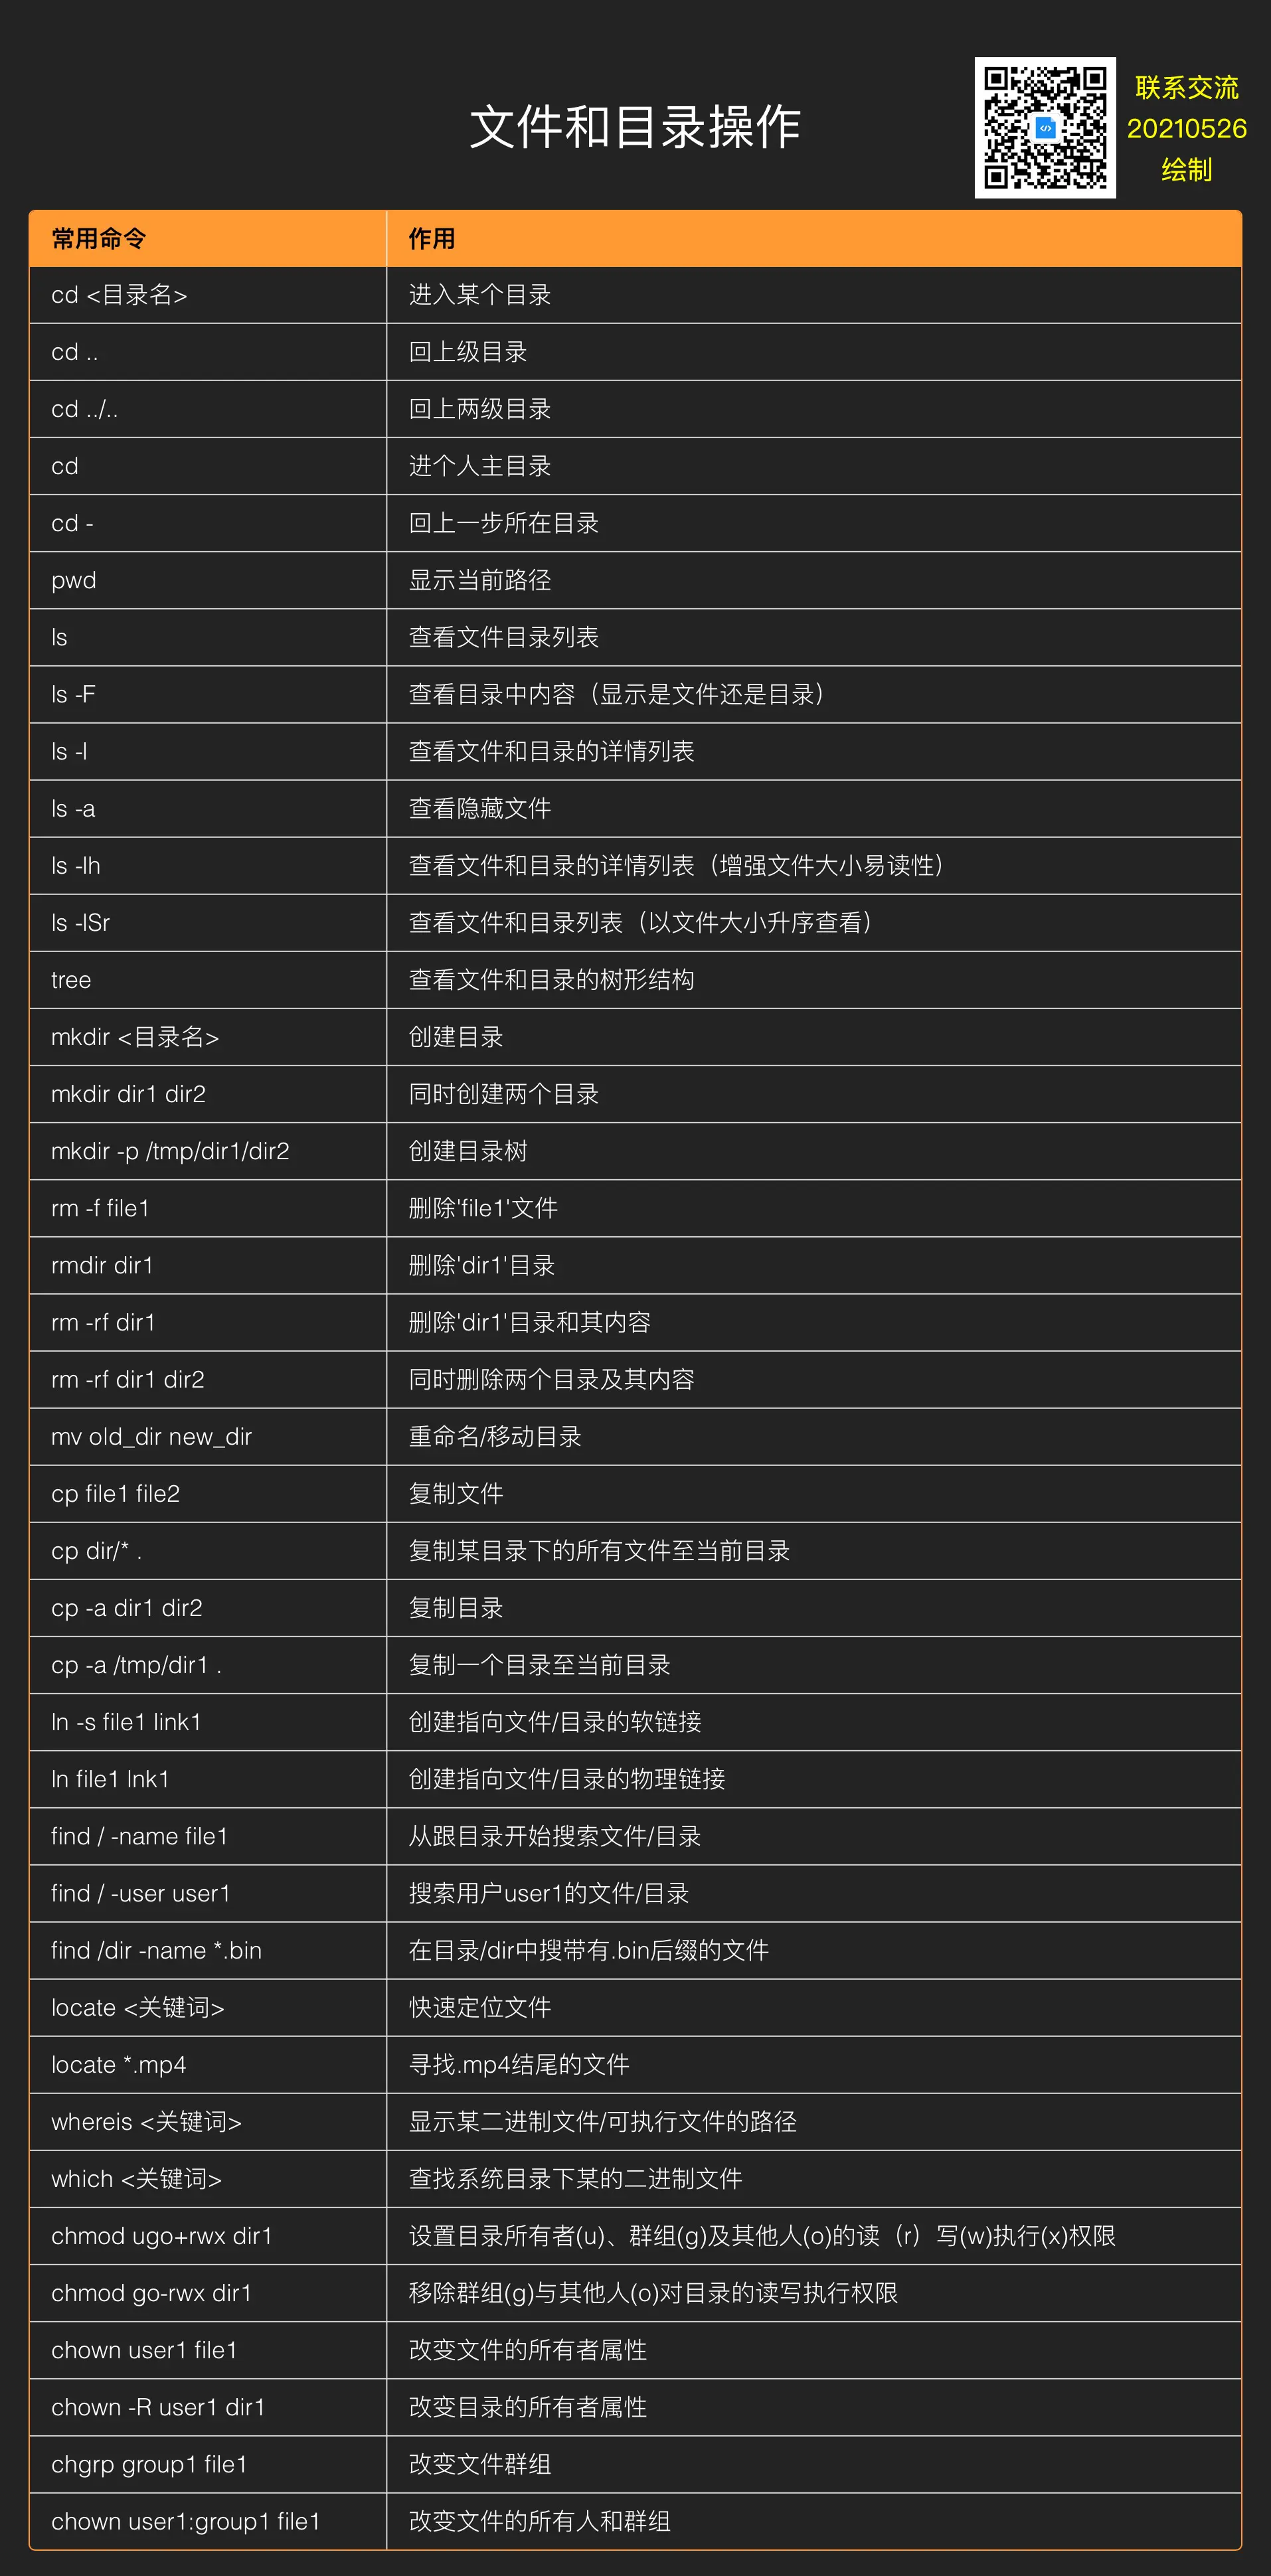 文件和目录操作
联系交流
20210526
绘制
常用命令 作用
cd <目录名> 进入某个目录
cd .. 回上级目录
cd ../.. 回上两级目录
cd 进个人主目录
cd - 回上一步所在目录
pwd 显示当前路径
ls 查看文件目录列表
ls -F 查看目录中内容（显示是文件还是目录）
ls -l 查看文件和目录的详情列表
ls -a 查看隐藏文件
ls -lh 查看文件和目录的详情列表（增强文件大小易读性）
ls -lSr 查看文件和目录列表（以文件大小升序查看）
tree 查看文件和目录的树形结构
mkdir <目录名> 创建目录
mkdir dir1 dir2 同时创建两个目录
mkdir -p /tmp/dir1/dir2 创建目录树
rm -f file1 删除'file1'文件
rmdir dir1 删除'dir1'目录
rm -rf dir1 删除'dir1'目录和其内容
rm -rf dir1 dir2 同时删除两个目录及其内容
mv old_dir new_dir 重命名/移动目录
cp file1 file2 复制文件
cp dir/* . 复制某目录下的所有文件至当前目录
cp -a dir1 dir2 复制目录
cp -a /tmp/dir1 . 复制一个目录至当前目录
ln -s file1 link1 创建指向文件/目录的软链接
ln file1 lnk1 创建指向文件/目录的物理链接
find / -name file1 从跟目录开始搜索文件/目录
find / -user user1 搜索用户user1的文件/目录
find /dir -name *.bin 在目录/dir中搜带有.bin后缀的文件
locate <关键词> 快速定位文件
locate *.mp4 寻找.mp4结尾的文件
whereis <关键词> 显示某二进制文件/可执行文件的路径
which <关键词> 查找系统目录下某的二进制文件
chmod ugo+rwx dir1 设置目录所有者(u)、群组(g)及其他人(o)的读（r）写(w)执行(x)权限
chmod go-rwx dir1 移除群组(g)与其他人(o)对目录的读写执行权限
chown user1 file1 改变文件的所有者属性
chown -R user1 dir1 改变目录的所有者属性
chgrp group1 file1 改变文件群组
chown user1:group1 file1 改变文件的所有人和群组